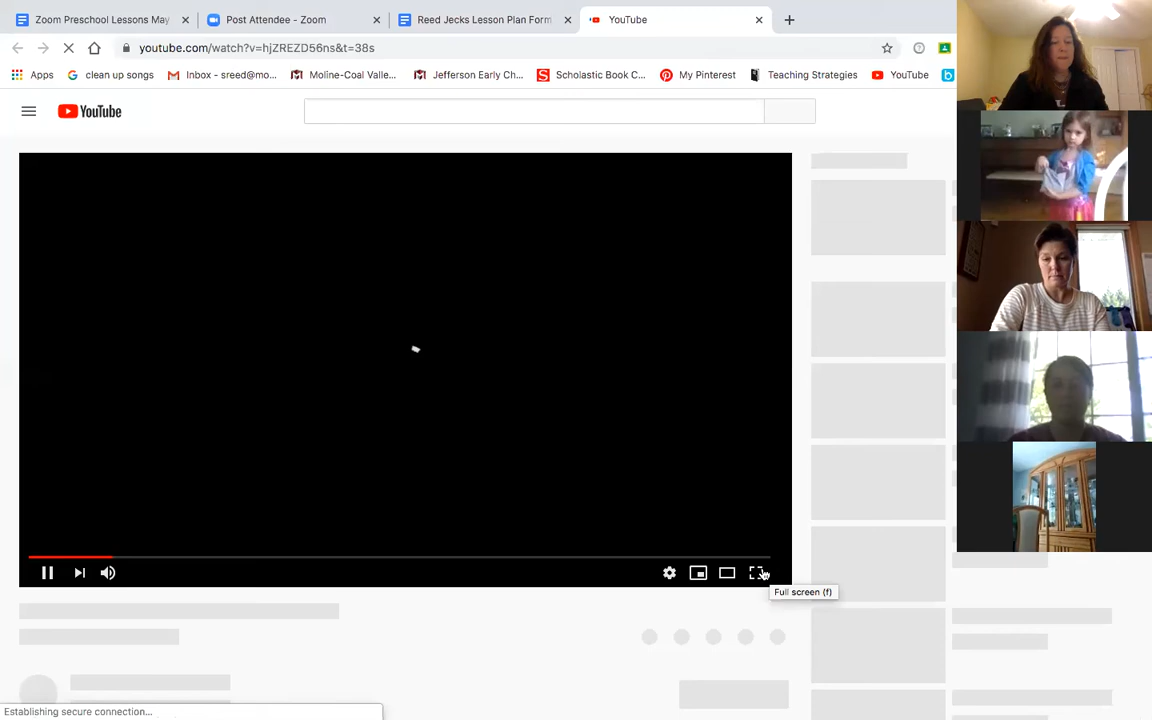 Zoom Preschool Lessons May
Post Attendee - Zoom
Reed Jecks Lesson Plan Form
YouTube
youtube.com/watch?v=hjZREZD56ns&t=38s
Apps
clean up songs
Inbox - sreed@mo...
Moline-Coal Valle...
Jefferson Early Ch...
Scholastic Book C...
My Pinterest
Teaching Strategies
YouTube
YouTube
Full screen (f)
Establishing secure connection...